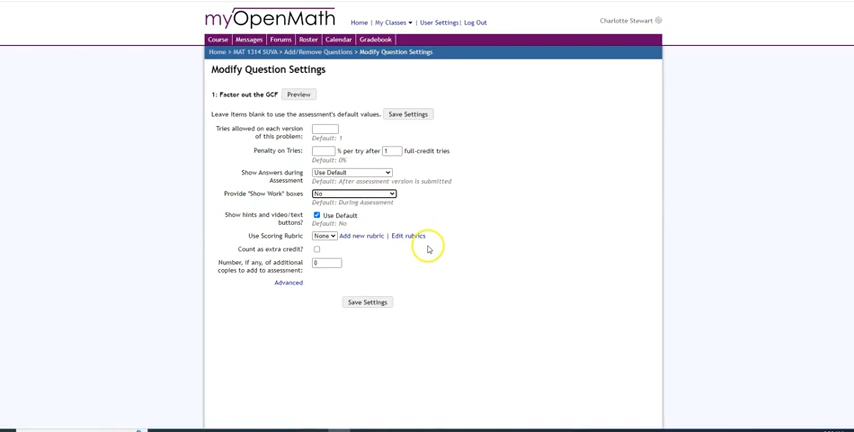 myOpenMath
Home | My Classes ▾ | User Settings | Log Out
Charlotte Stewart
Course Messages Forums Roster Calendar Gradebook
Home > MAT 1314 SUVA > Add/Remove Questions > Modify Question Settings
Modify Question Settings
1: Factor out the GCF Preview
Leave items blank to use the assessment's default values. Save Settings
Tries allowed on each version
of this problem:
Default: 1
Penalty on Tries: % per try after 1 full-credit tries
Default: 0%
Show Answers during
Assessment
Use Default
Default: After assessment version is submitted
Provide "Show Work" boxes No
Default: During Assessment
Show hints and video/text
buttons?
Use Default
Default: No
Use Scoring Rubric None Add new rubric | Edit rubrics
Count as extra credit?
Number, if any, of additional
copies to add to assessment:
0
Advanced
Save Settings